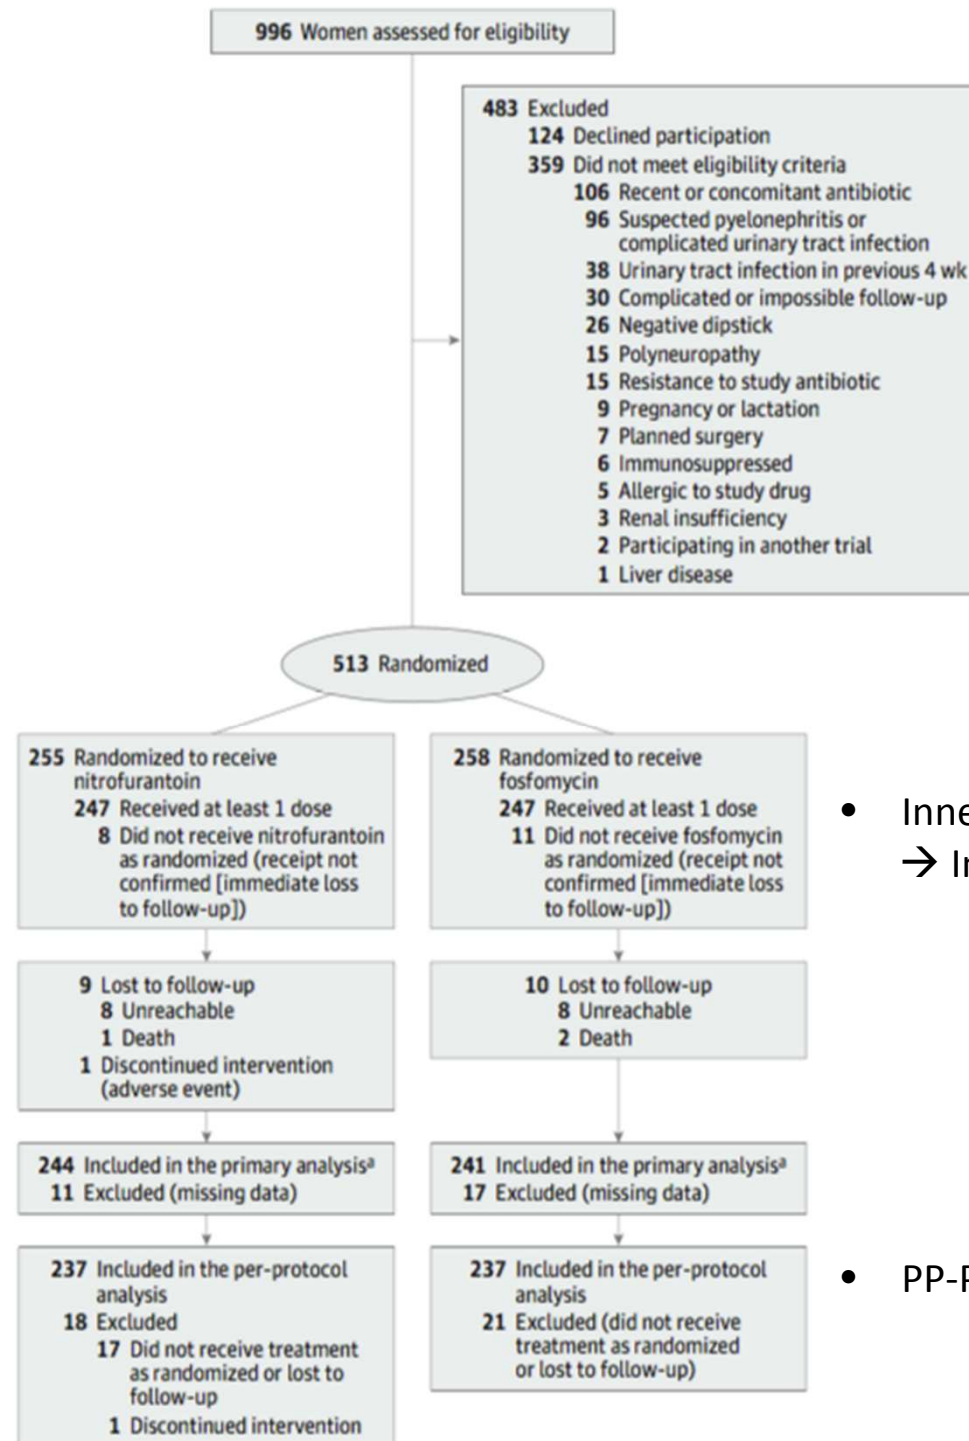 996 Women assessed for eligibility
483 Excluded
124 Declined participation
359 Did not meet eligibility criteria
106 Recent or concomitant antibiotic
96 Suspected pyelonephritis or
complicated urinary tract infection
38 Urinary tract infection in previous 4 wk
30 Complicated or impossible follow-up
26 Negative dipstick
15 Polyneuropathy
15 Resistance to study antibiotic
9 Pregnancy or lactation
7 Planned surgery
6 Immunosuppressed
5 Allergic to study drug
3 Renal insufficiency
2 Participating in another trial
1 Liver disease
513 Randomized
255 Randomized to receive
nitrofurantoin
247 Received at least 1 dose
8 Did not receive nitrofurantoin
as randomized (receipt not
confirmed [immediate loss
to follow-up])
258 Randomized to receive
fosfomycin
247 Received at least 1 dose
11 Did not receive fosfomycin
as randomized (receipt not
confirmed [immediate loss
to follow-up])
9 Lost to follow-up
8 Unreachable
1 Death
1 Discontinued intervention
(adverse event)
10 Lost to follow-up
8 Unreachable
2 Death
244 Included in the primary analysisᵃ
11 Excluded (missing data)
241 Included in the primary analysisᵃ
17 Excluded (missing data)
237 Included in the per-protocol
analysis
18 Excluded
17 Did not receive treatment
as randomized or lost to
follow-up
1 Discontinued intervention
237 Included in the per-protocol
analysis
21 Excluded (did not receive
treatment as randomized
or lost to follow-up)
• Inne
→ I
• PP-